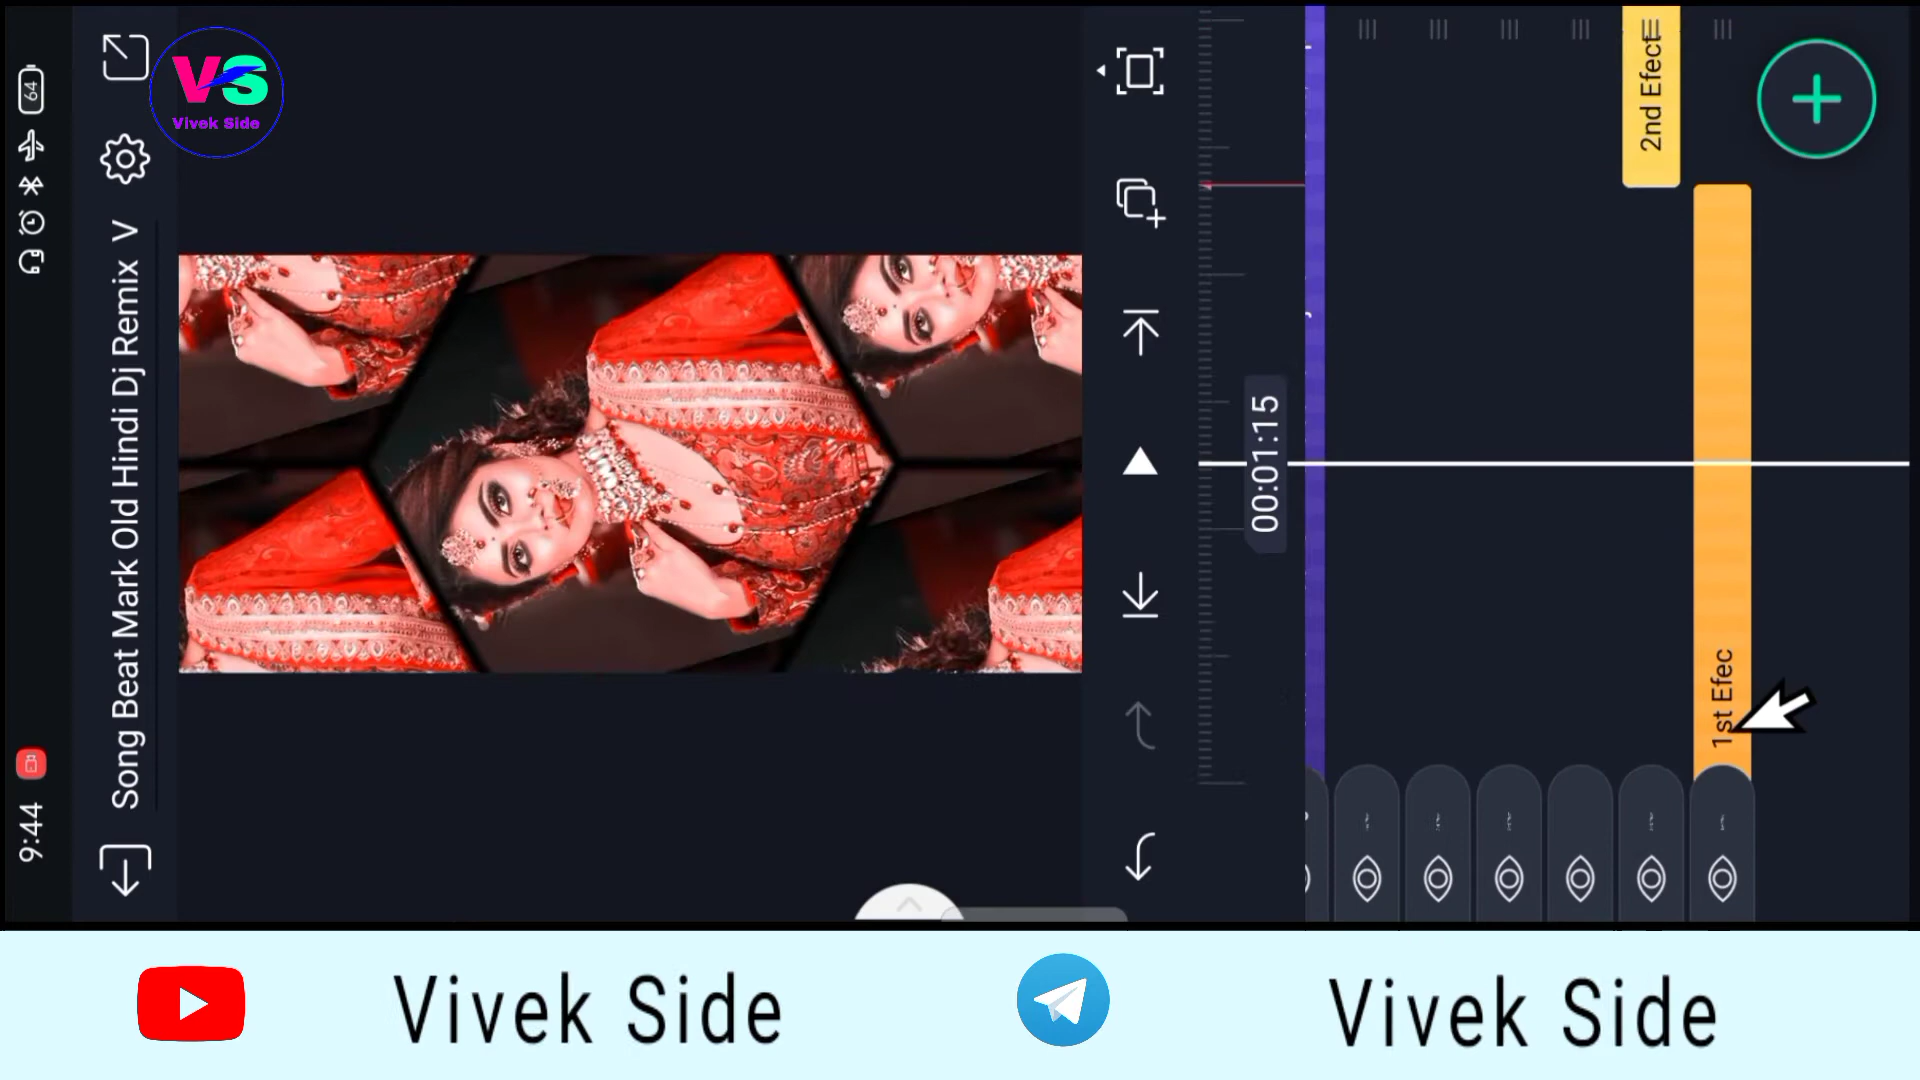 9:44
64
Song Beat Mark Old Hindi Dj Remix V
VS
Vivek Side
00:01:15
2nd Efect
1st Efec
Vivek Side
Vivek Side